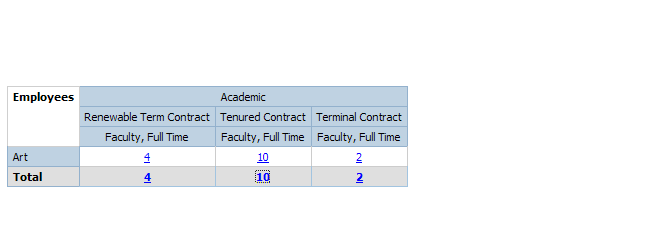 Employees Academic
Renewable Term Contract Tenured Contract Terminal Contract
Faculty, Full Time Faculty, Full Time Faculty, Full Time
Art 4 10 2
Total 4 10 2